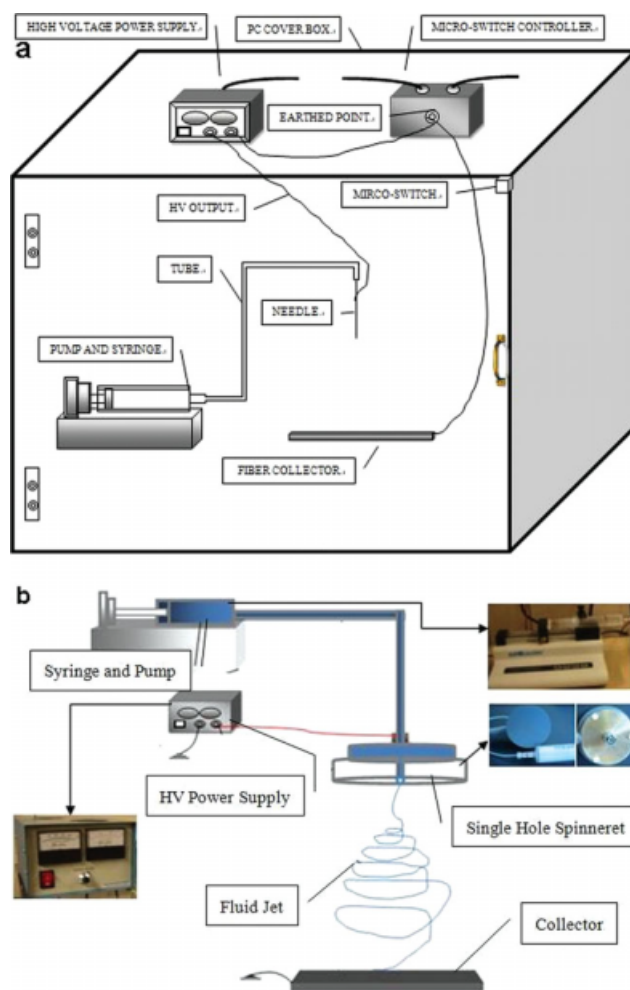 HIGH VOLTAGE POWER SUPPLY
PC COVER BOX
MICRO-SWITCH CONTROLLER
a
EARTHED POINT
HV OUTPUT
MIRCO-SWITCH
TUBE
NEEDLE
PUMP AND SYRINGE
FIBER COLLECTOR
b
Syringe and Pump
HV Power Supply
Single Hole Spinneret
Fluid Jet
Collector